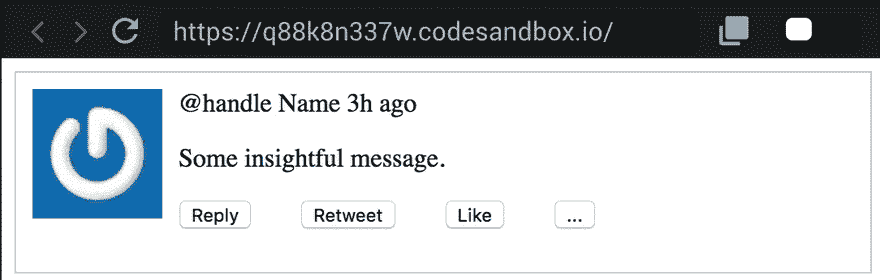 https://q88k8n337w.codesandbox.io/
@handle Name 3h ago
Some insightful message.
Reply Retweet Like ...